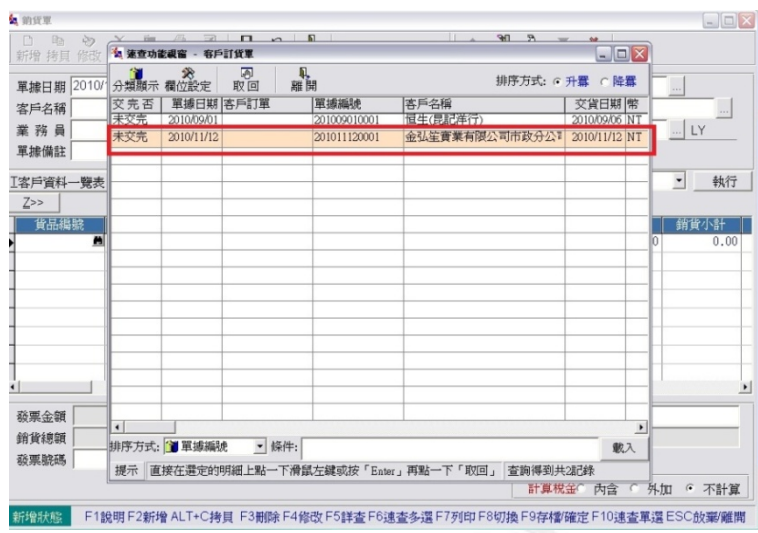 銷貨單
新增 拷貝 修改
速查功能視窗 - 客戶訂貨單
分類顯示 欄位設定 取回 離開
排序方式: 升冪 降冪
單據日期 2010/
客戶名稱
業務員 LY
單據備註
交完否 單據日期 客戶訂單 單據編號 客戶名稱 交貨日期 幣
未交完 2010/09/01 201009010001 恒生(昆記洋行) 2010/09/06 NT
未交完 2010/11/12 201011120001 金弘笙實業有限公司市政分公 2010/11/12 NT
I客戶資料一覽表 執行
Z>>
貨品編號 銷貨小計
0 0.00
發票金額
銷貨總額
發票號碼
排序方式: 單據編號 條件: 載入
提示 直接在選定的明細上點一下滑鼠左鍵或按「Enter」再點一下「取回」 查詢得到共2記錄
計算稅金 內含 外加 不計算
新增狀態 F1說明 F2新增 ALT+C拷貝 F3刪除 F4修改 F5詳查 F6速查多選 F7列印 F8切換 F9存檔/確定 F10速查單選 ESC放棄/離開